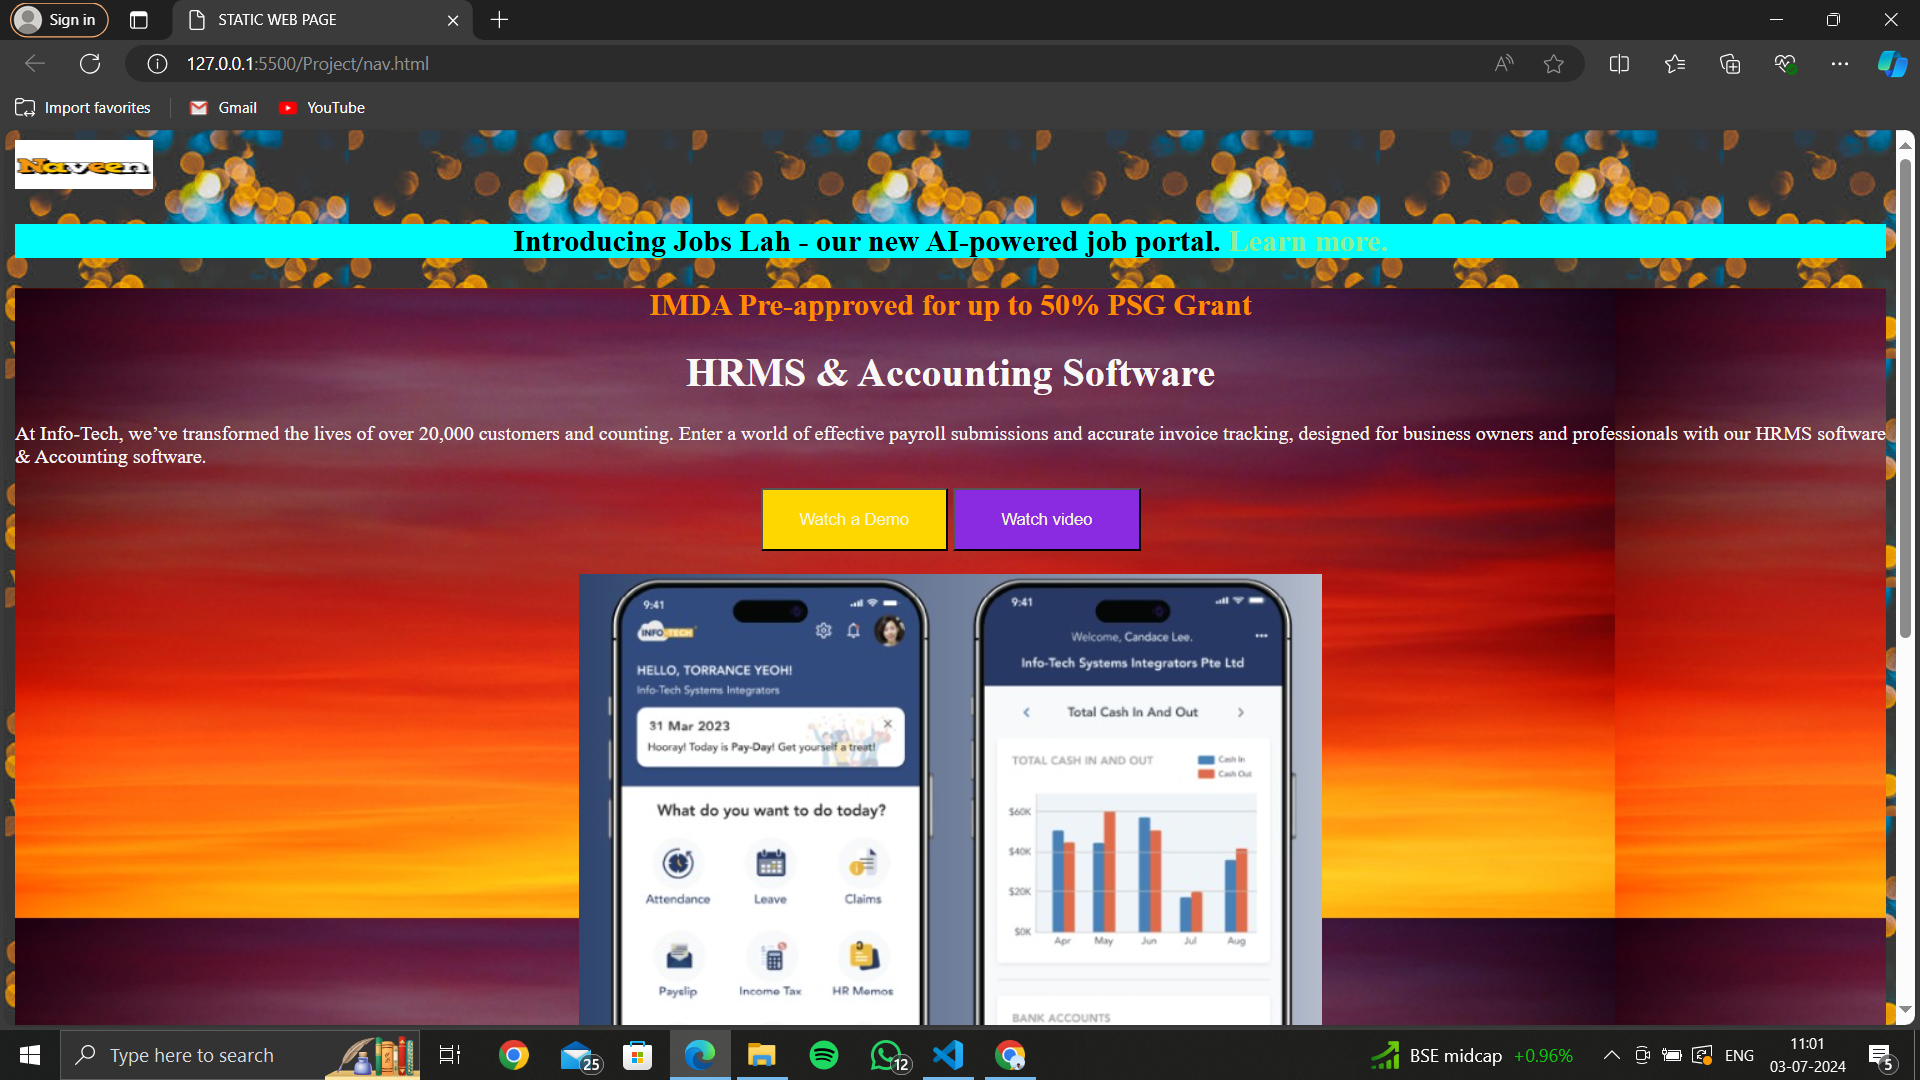 Sign in
STATIC WEB PAGE
127.0.0.1:5500/Project/nav.html
Import favorites
Gmail
YouTube
Naveen
Introducing Jobs Lah - our new AI-powered job portal. Learn more.
IMDA Pre-approved for up to 50% PSG Grant
HRMS & Accounting Software
At Info-Tech, we’ve transformed the lives of over 20,000 customers and counting. Enter a world of effective payroll submissions and accurate invoice tracking, designed for business owners and professionals with our HRMS software
& Accounting software.
Watch a Demo
Watch video
9:41
INFO-TECH
HELLO, TORRANCE YEOH!
Info-Tech Systems Integrators
31 Mar 2023
Hooray! Today is Pay-Day! Get yourself a treat!
What do you want to do today?
Attendance
Leave
Claims
Payslip
Income Tax
HR Memos
9:41
Welcome, Candace Lee.
Info-Tech Systems Integrators Pte Ltd
Total Cash In And Out
TOTAL CASH IN AND OUT
Cash In
Cash Out
$60K
$40K
$20K
$0K
Apr
May
Jun
Jul
Aug
BANK ACCOUNTS
Type here to search
25
12
BSE midcap +0.96%
ENG
11:01
03-07-2024
5